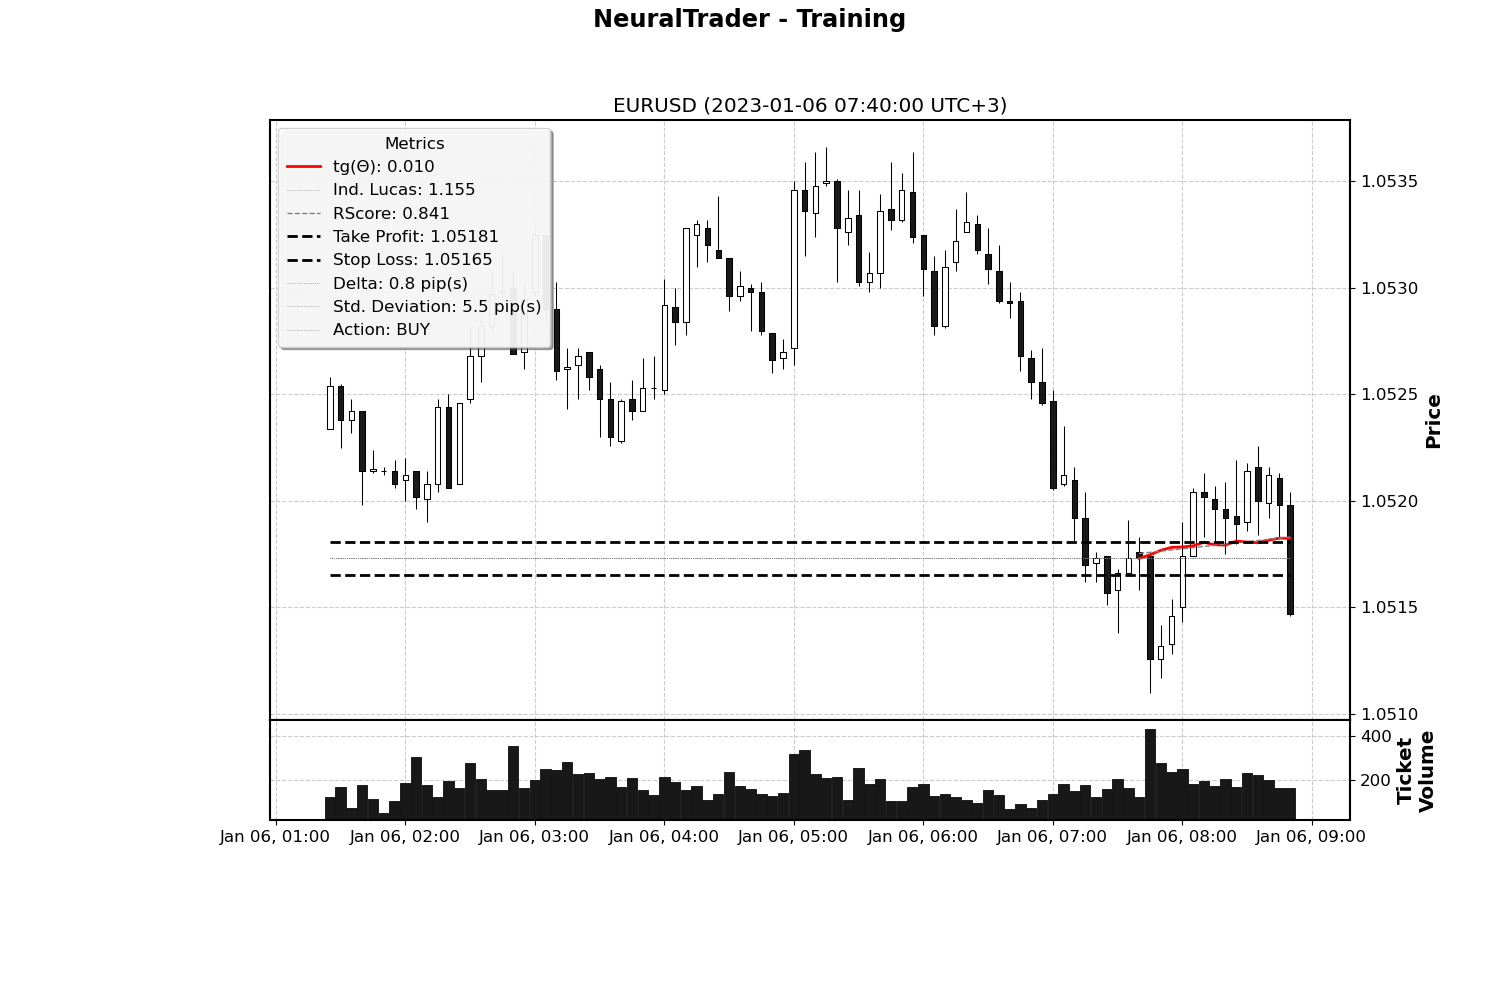 NeuralTrader - Training
EURUSD (2023-01-06 07:40:00 UTC+3)
Metrics
tg(Θ): 0.010
Ind. Lucas: 1.155
RScore: 0.841
Take Profit: 1.05181
Stop Loss: 1.05165
Delta: 0.8 pip(s)
Std. Deviation: 5.5 pip(s)
Action: BUY
1.0535
1.0530
1.0525
1.0520
1.0515
1.0510
Price
400
200
Ticket
Volume
Jan 06, 01:00
Jan 06, 02:00
Jan 06, 03:00
Jan 06, 04:00
Jan 06, 05:00
Jan 06, 06:00
Jan 06, 07:00
Jan 06, 08:00
Jan 06, 09:00